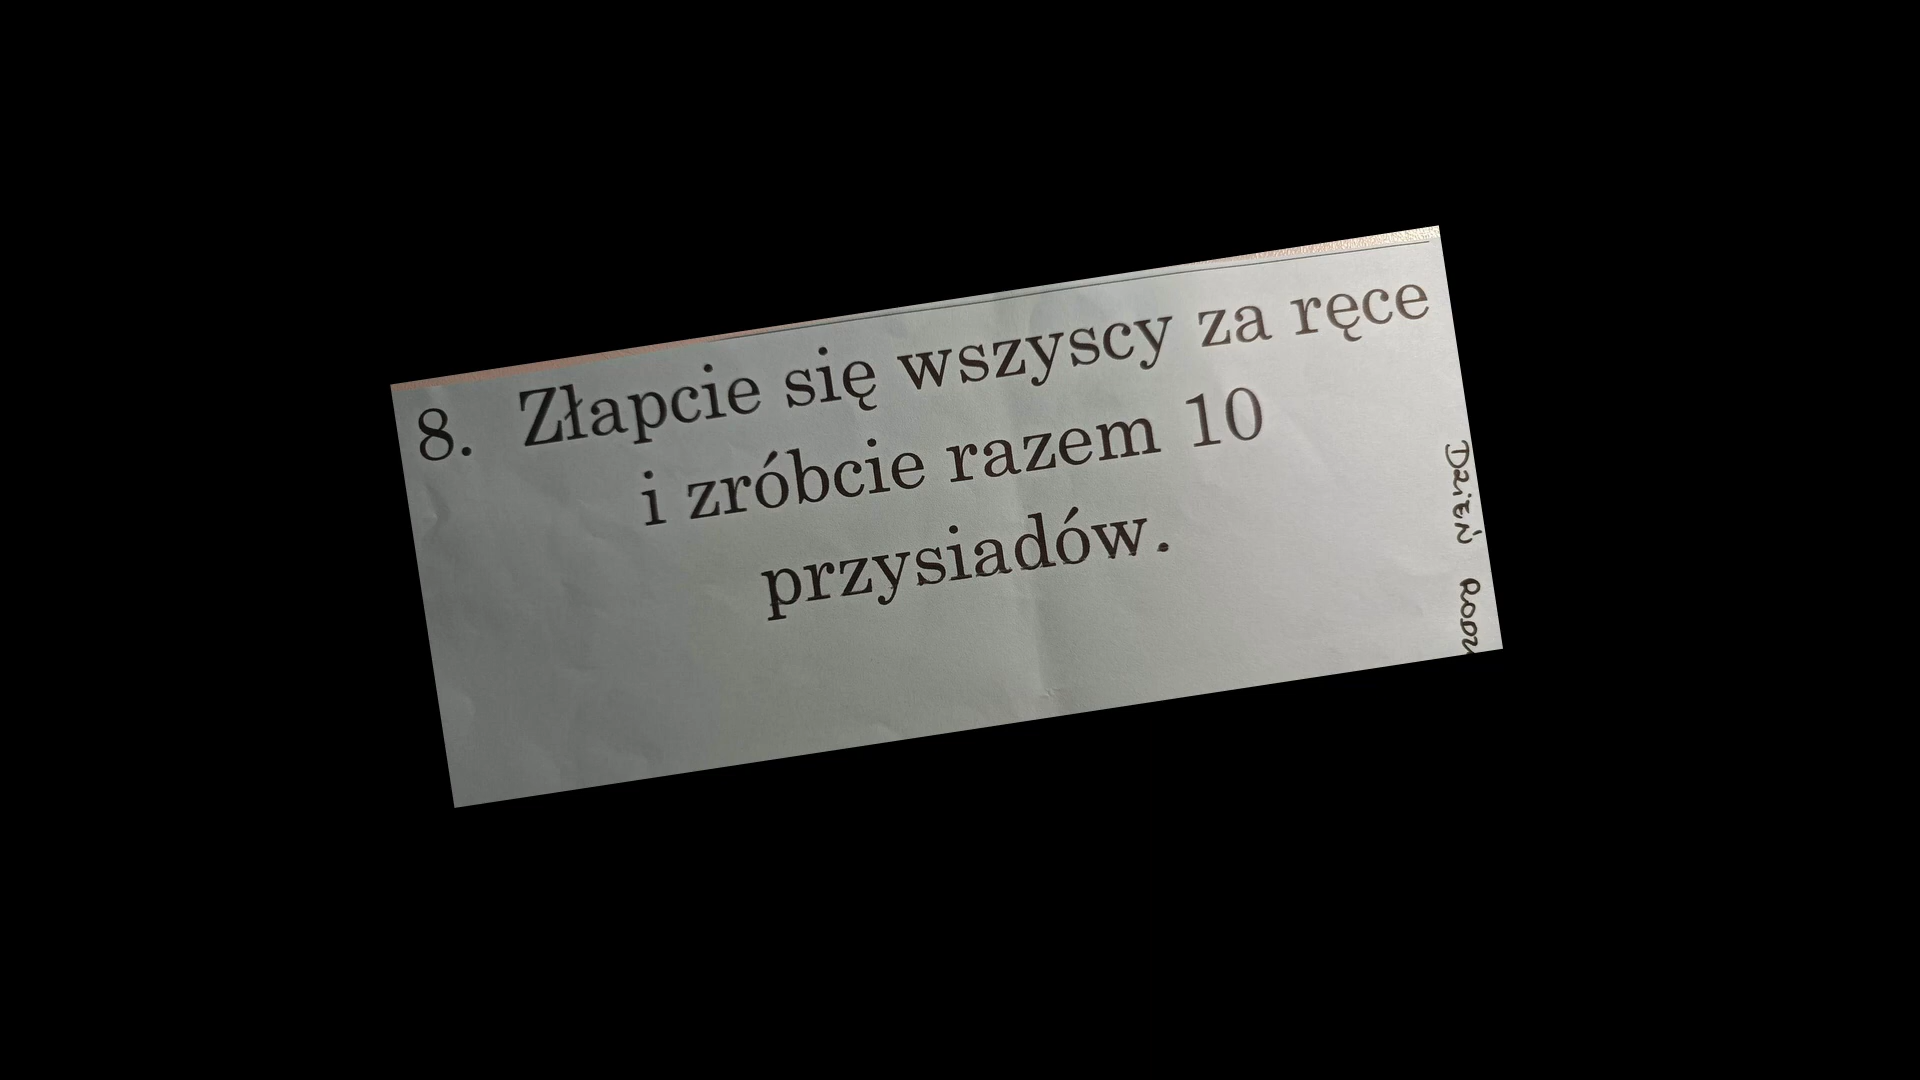 8. Złapcie się wszyscy za ręce
i zróbcie razem 10
przysiadów.
Dzień